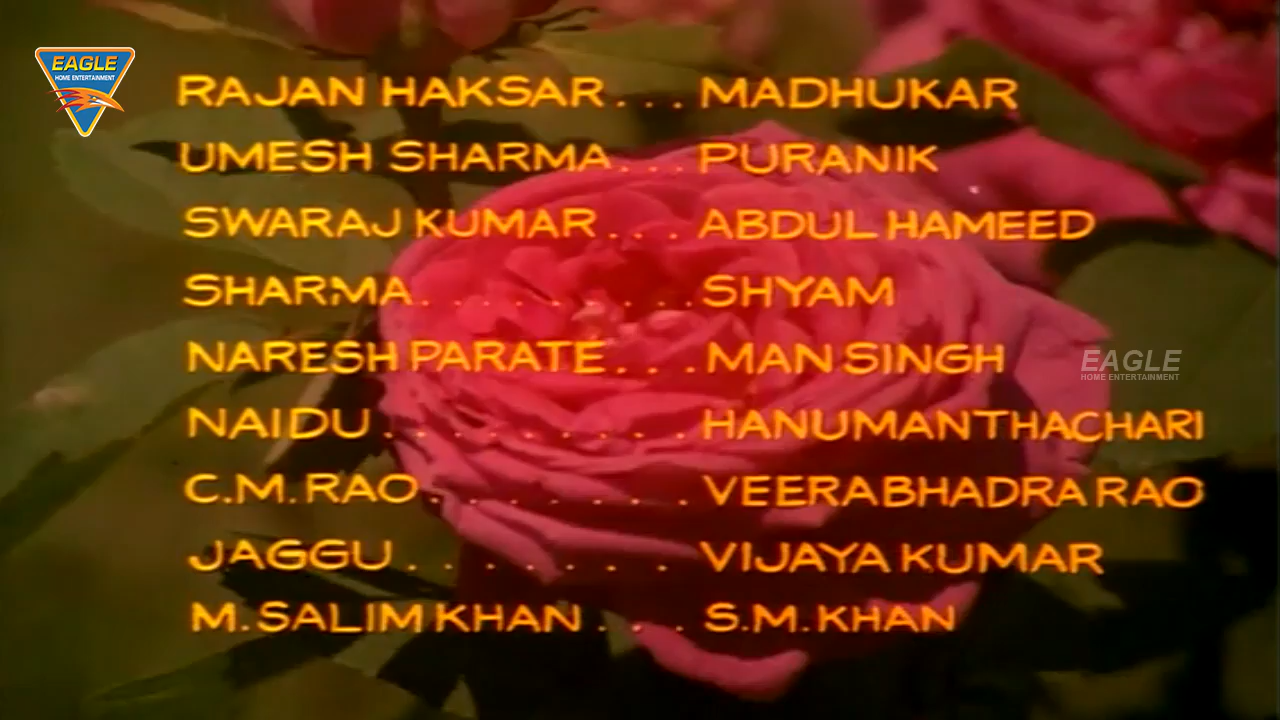 EAGLE
HOME ENTERTAINMENT
RAJAN HAKSAR... MADHUKAR
UMESH SHARMA... PURANIK
SWARAJ KUMAR... ABDUL HAMEED
SHARMA.......... SHYAM
NARESH PARATE... MAN SINGH
NAIDU.......... HANUMANTHACHARI
C.M. RAO........ VEERABHADRA RAO
JAGGU........ VIJAYA KUMAR
M. SALIM KHAN... S.M. KHAN
EAGLE
HOME ENTERTAINMENT